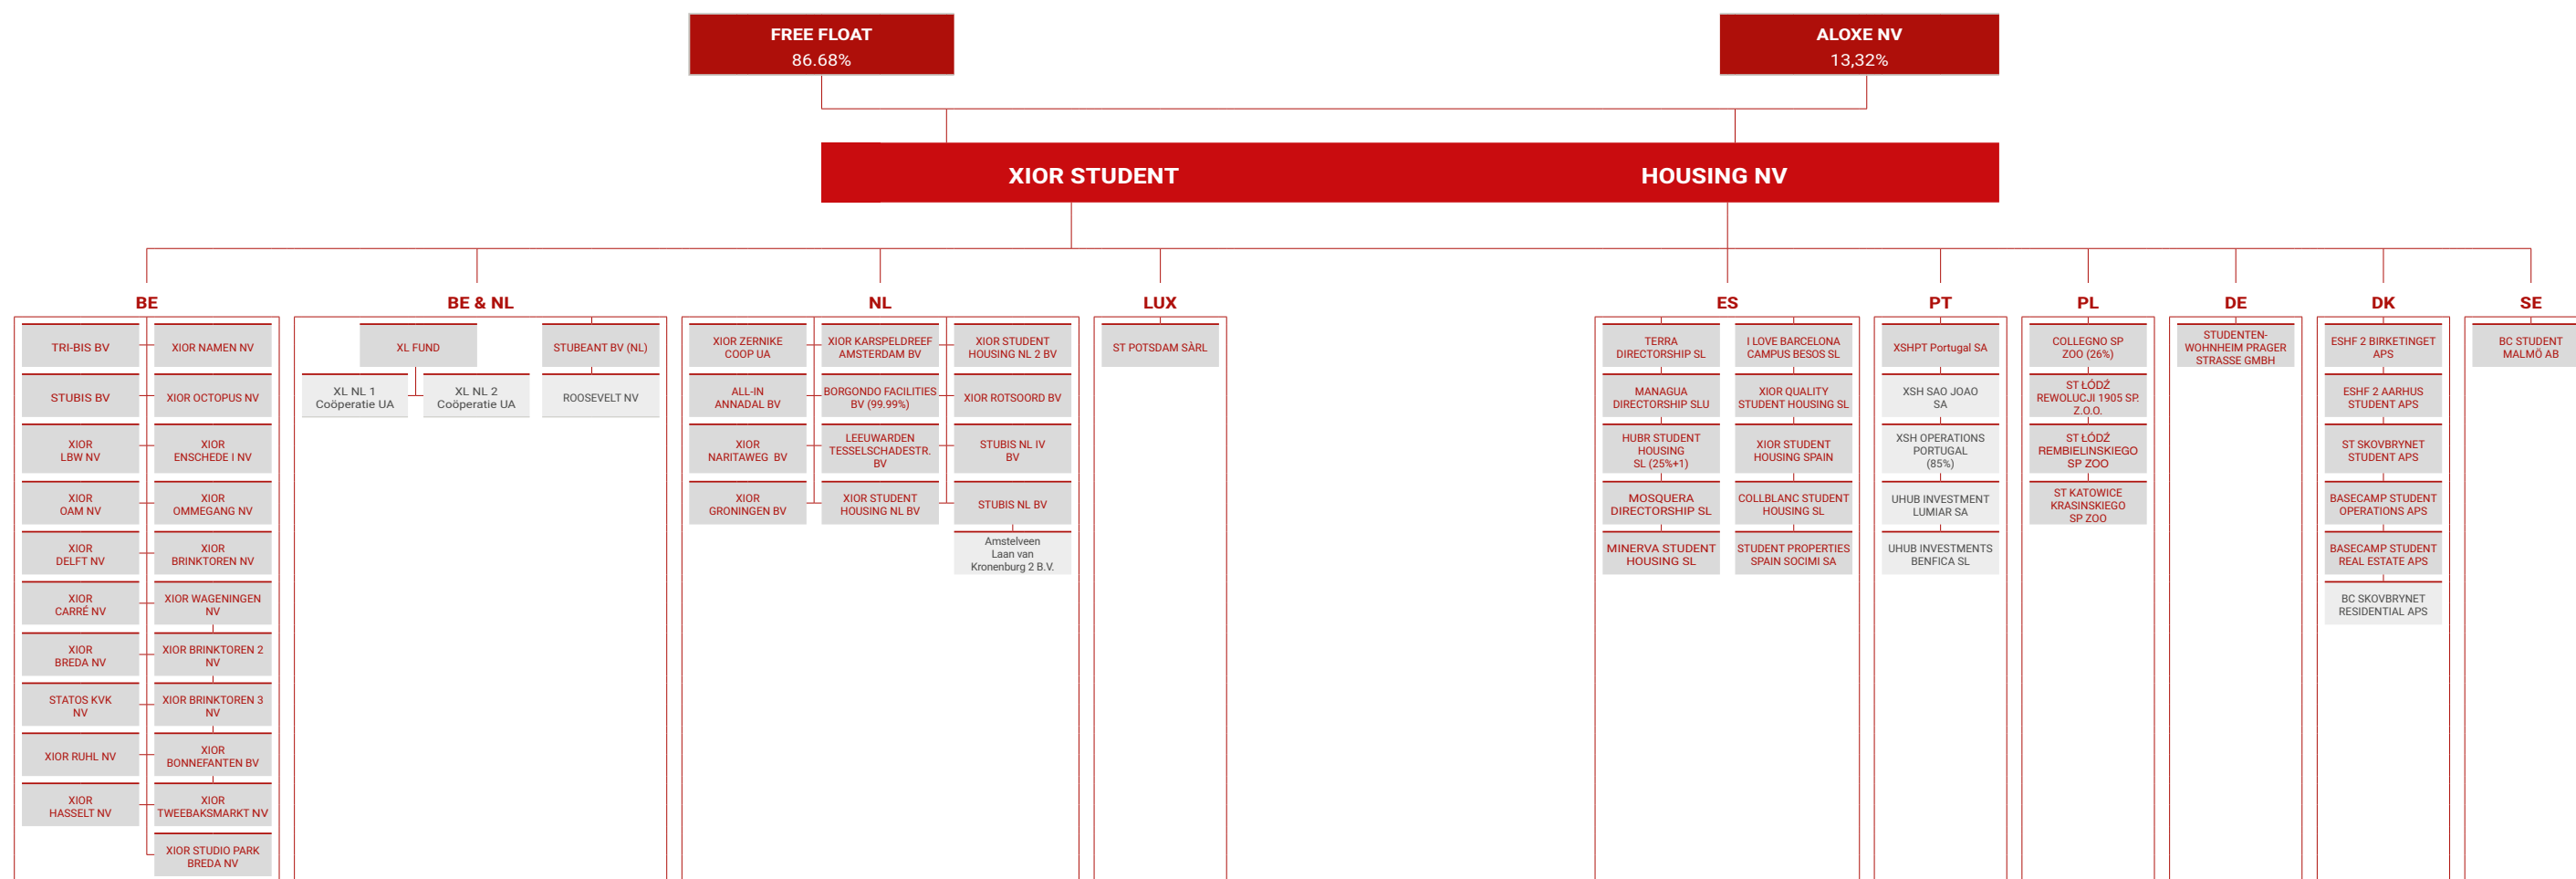 FREE FLOAT
86.68%
ALOXE NV
13,32%
XIOR STUDENT HOUSING NV
BE
TRI-BIS BV
XIOR NAMEN NV
STUBIS BV
XIOR OCTOPUS NV
XIOR
LBW NV
XIOR
ENSCHEDE I NV
XIOR
OAM NV
XIOR
OMMEGANG NV
XIOR
DELFT NV
XIOR
BRINKTOREN NV
XIOR
CARRÉ NV
XIOR WAGENINGEN
NV
XIOR
BREDA NV
XIOR BRINKTOREN 2
NV
STATOS KVK
NV
XIOR BRINKTOREN 3
NV
XIOR RUHL NV
XIOR
BONNEFANTEN BV
XIOR
HASSELT NV
XIOR
TWEEBAKSMARKT NV
XIOR STUDIO PARK
BREDA NV
BE & NL
XL FUND
STUBEANT BV (NL)
XL NL 1
Coöperatie UA
XL NL 2
Coöperatie UA
ROOSEVELT NV
NL
XIOR ZERNIKE
COOP UA
XIOR KARSPELDREEF
AMSTERDAM BV
XIOR STUDENT
HOUSING NL 2 BV
ALL-IN
ANNADAL BV
BORGONDO FACILITIES
BV (99.99%)
XIOR ROTSOORD BV
XIOR
NARITAWEG BV
LEEUWARDEN
TESSELSCHADESTR.
BV
STUBIS NL IV
BV
XIOR
GRONINGEN BV
XIOR STUDENT
HOUSING NL BV
STUBIS NL BV
Amstelveen
Laan van
Kronenburg 2 B.V.
LUX
ST POTSDAM SÀRL
ES
TERRA
DIRECTORSHIP SL
I LOVE BARCELONA
CAMPUS BESOS SL
MANAGUA
DIRECTORSHIP SLU
XIOR QUALITY
STUDENT HOUSING SL
HUBR STUDENT
HOUSING
SL (25%+1)
XIOR STUDENT
HOUSING SPAIN
MOSQUERA
DIRECTORSHIP SL
COLLBLANC STUDENT
HOUSING SL
MINERVA STUDENT
HOUSING SL
STUDENT PROPERTIES
SPAIN SOCIMI SA
PT
XSHPT Portugal SA
XSH SAO JOAO
SA
XSH OPERATIONS
PORTUGAL
(85%)
UHUB INVESTMENT
LUMIAR SA
UHUB INVESTMENTS
BENFICA SL
PL
COLLEGNO SP
ZOO (26%)
ST ŁÓDŹ
REWOLUCJI 1905 SP.
Z.O.O.
ST ŁÓDŹ
REMBIELINSKIEGO
SP ZOO
ST KATOWICE
KRASINSKIEGO
SP ZOO
DE
STUDENTEN-
WOHNHEIM PRAGER
STRASSE GMBH
DK
ESHF 2 BIRKETINGET
APS
ESHF 2 AARHUS
STUDENT APS
ST SKOVBRYNET
STUDENT APS
BASECAMP STUDENT
OPERATIONS APS
BASECAMP STUDENT
REAL ESTATE APS
BC SKOVBRYNET
RESIDENTIAL APS
SE
BC STUDENT
MALMÖ AB